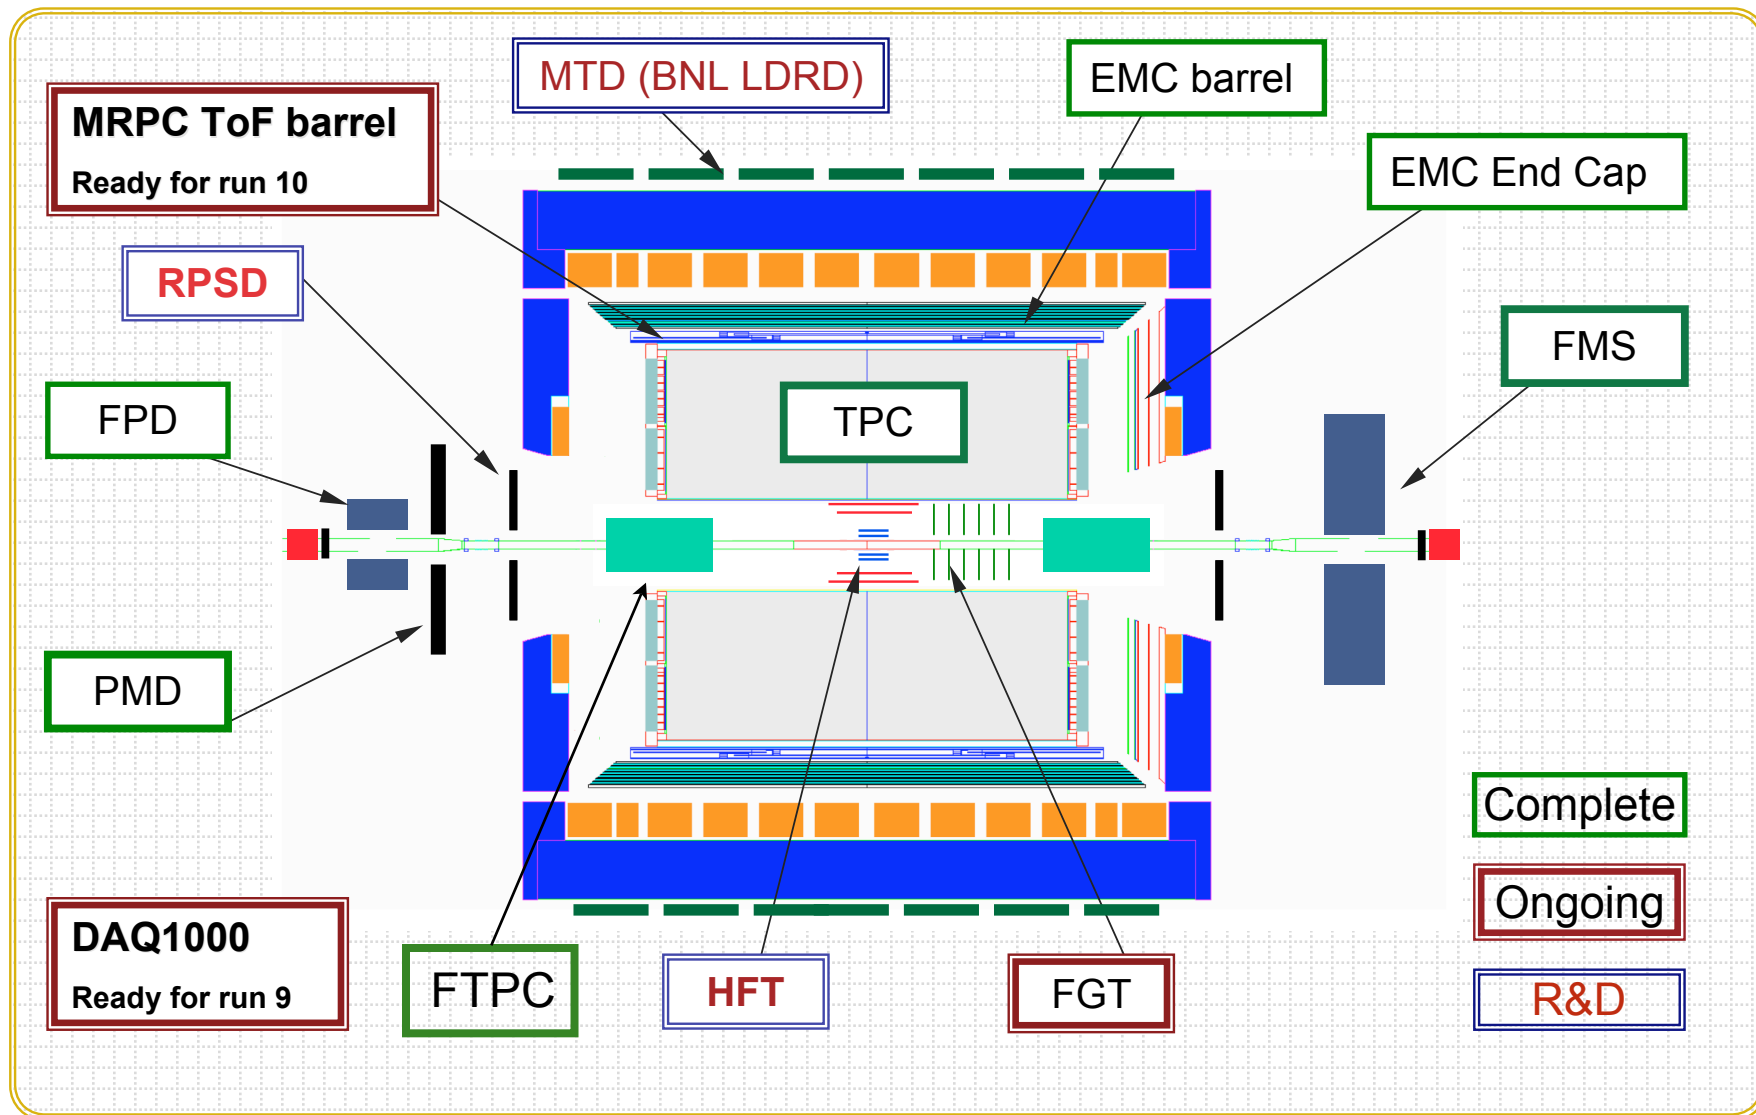 MTD (BNL LDRD)
EMC barrel
MRPC ToF barrel
Ready for run 10
EMC End Cap
RPSD
FMS
FPD
TPC
PMD
Complete
Ongoing
DAQ1000
Ready for run 9
FTPC
HFT
FGT
R&D